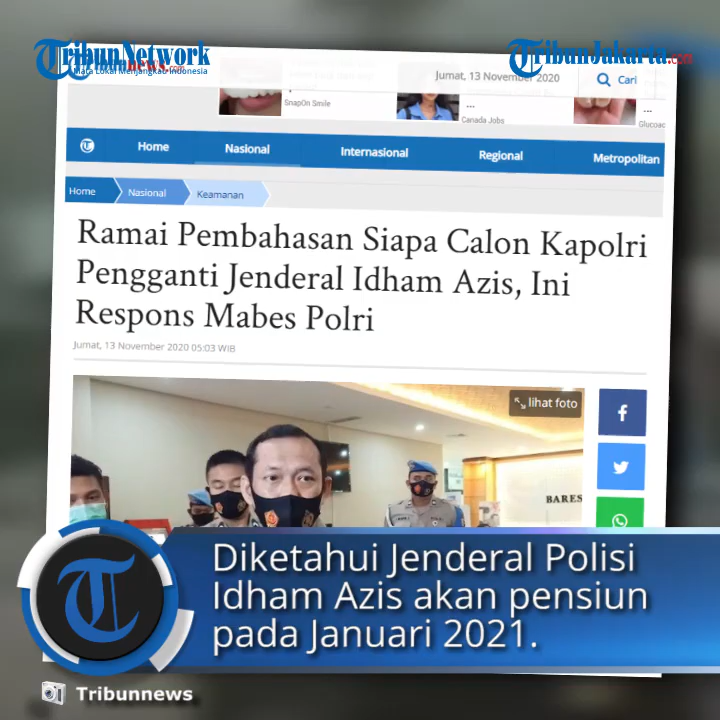 TribunNetwork
Mata Lokal Menjangkau Indonesia
TribunJakarta.com
Jumat, 13 November 2020
Cari
SnapOn Smile
...
Canada Jobs
...
Glucoac
Home
Nasional
Internasional
Regional
Metropolitan
Home
Nasional
Keamanan
Ramai Pembahasan Siapa Calon Kapolri
Pengganti Jenderal Idham Azis, Ini
Respons Mabes Polri
Jumat, 13 November 2020 05:03 WIB
lihat foto
BARES
Diketahui Jenderal Polisi
Idham Azis akan pensiun
pada Januari 2021.
Tribunnews